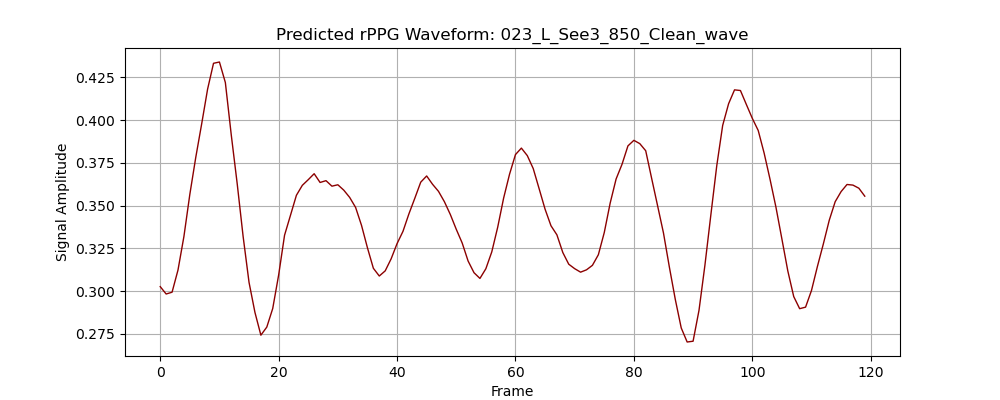 Predicted rPPG Waveform: 023_L_See3_850_Clean_wave
Signal Amplitude
0.425
0.400
0.375
0.350
0.325
0.300
0.275
0 20 40 60 80 100 120
Frame